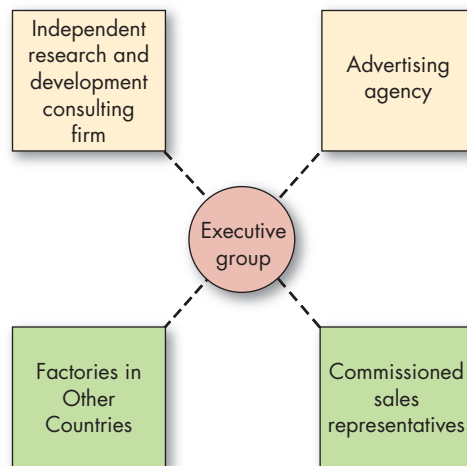 Independent
research and
development
consulting
firm
Advertising
agency
Executive
group
Factories in
Other
Countries
Commissioned
sales
representatives